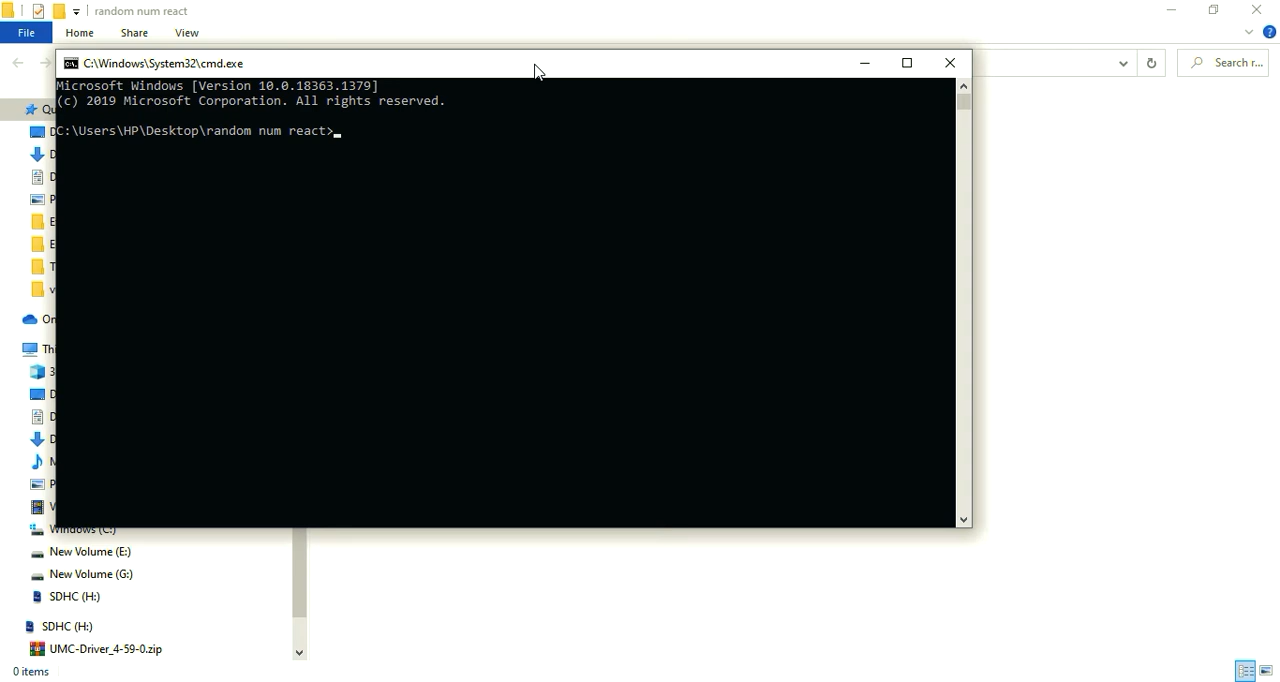 random num react
File Home Share View
C:\Windows\System32\cmd.exe
Search r...
Microsoft Windows [Version 10.0.18363.1379]
(c) 2019 Microsoft Corporation. All rights reserved.
C:\Users\HP\Desktop\random num react>
Windows (C:)
New Volume (E:)
New Volume (G:)
SDHC (H:)
SDHC (H:)
UMC-Driver_4-59-0.zip
0 items